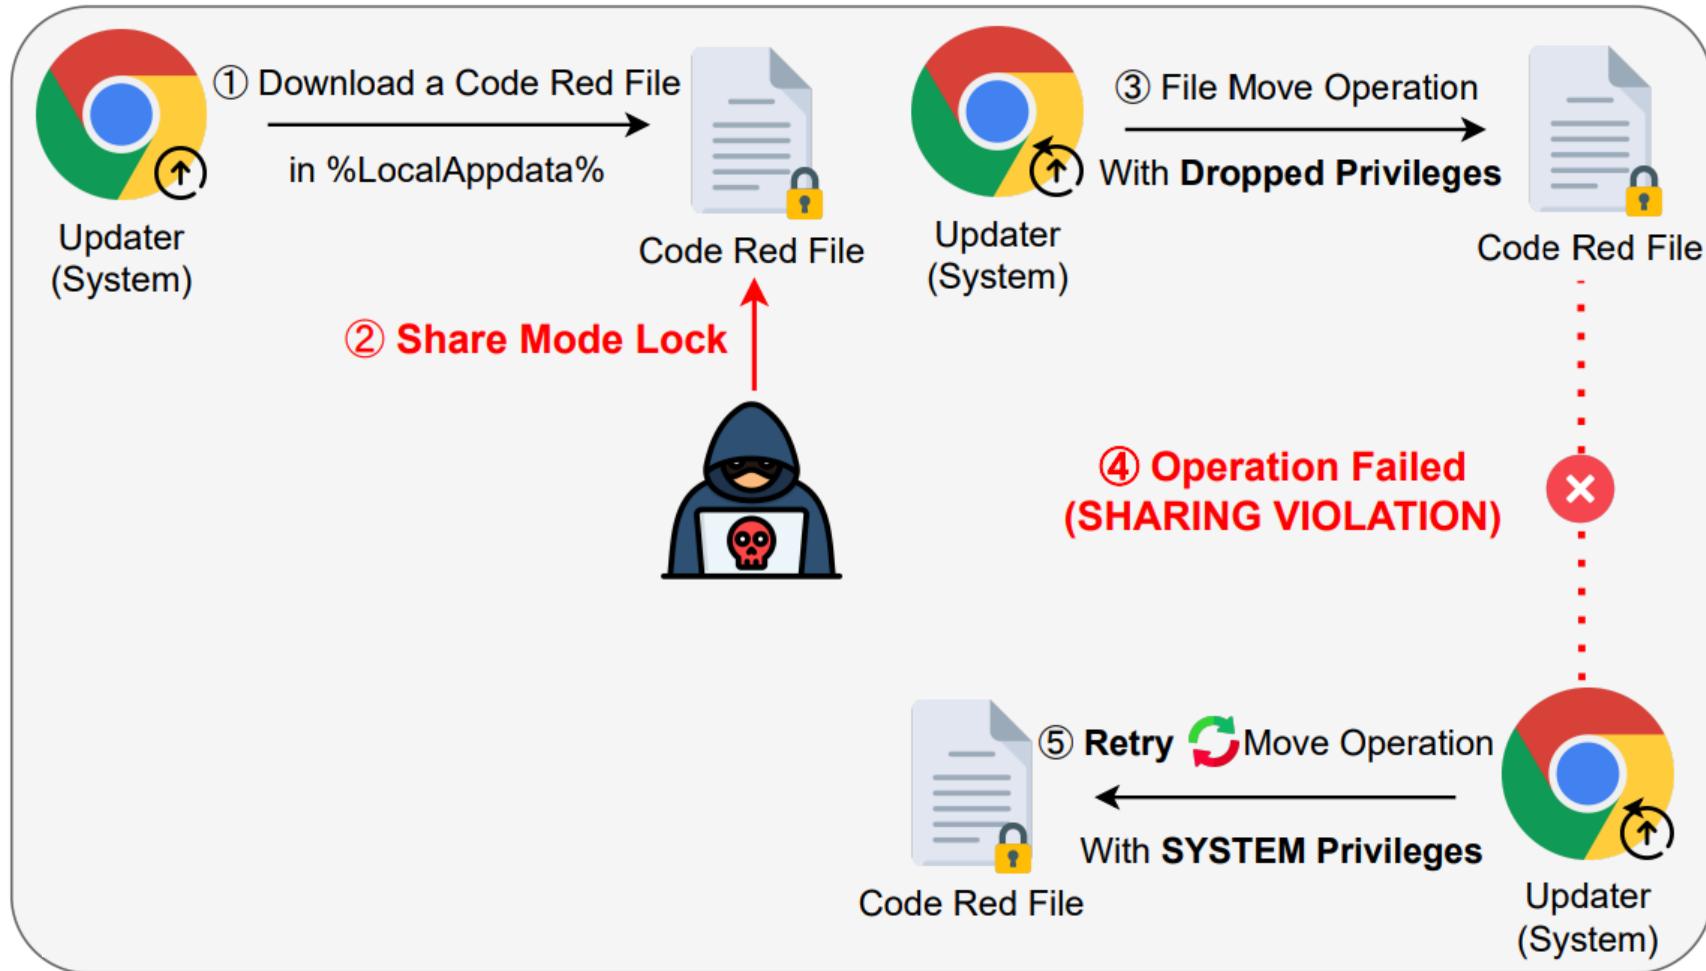 ① Download a Code Red File
in %LocalAppdata%
Updater
(System)
Code Red File
② Share Mode Lock
③ File Move Operation
With Dropped Privileges
Updater
(System)
Code Red File
④ Operation Failed
(SHARING VIOLATION)
⑤ Retry Move Operation
With SYSTEM Privileges
Code Red File
Updater
(System)